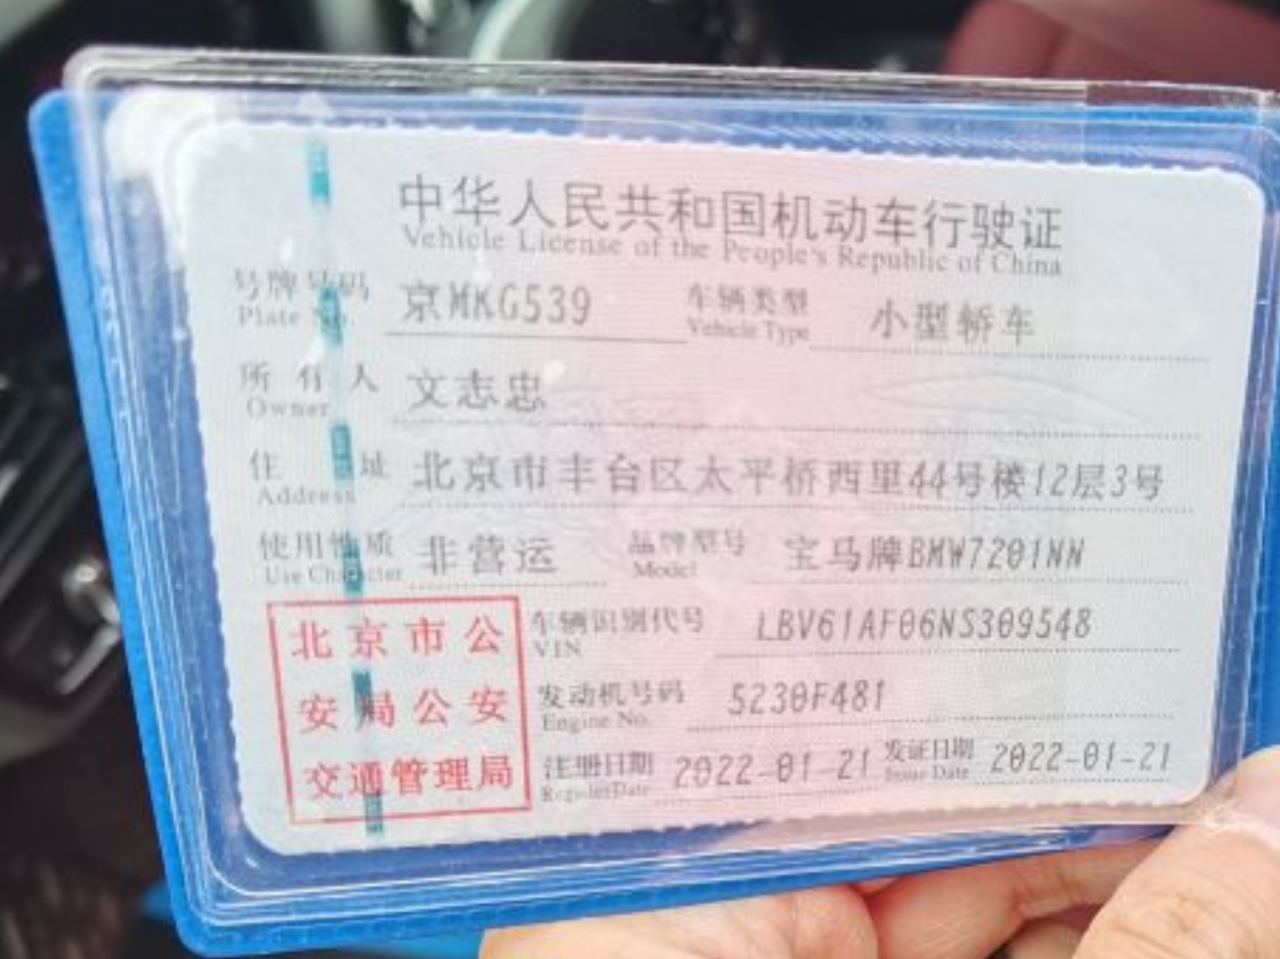 中华人民共和国机动车行驶证
Vehicle License of the People's Republic of China
号牌号码 京MKG539 车辆类型 小型轿车
Plate No. Vehicle Type
所有人 文志忠
Owner
住址 北京市丰台区太平桥西里44号楼12层3号
Address
使用性质 非营运 品牌型号 宝马牌BMW7201NN
Use Character Model
北京市公
安局公安
交通管理局
车辆识别代号 LBV61AF06NS309548
VIN
发动机号码 5230F481
Engine No.
注册日期 2022-01-21 发证日期 2022-01-21
Register Date Issue Date